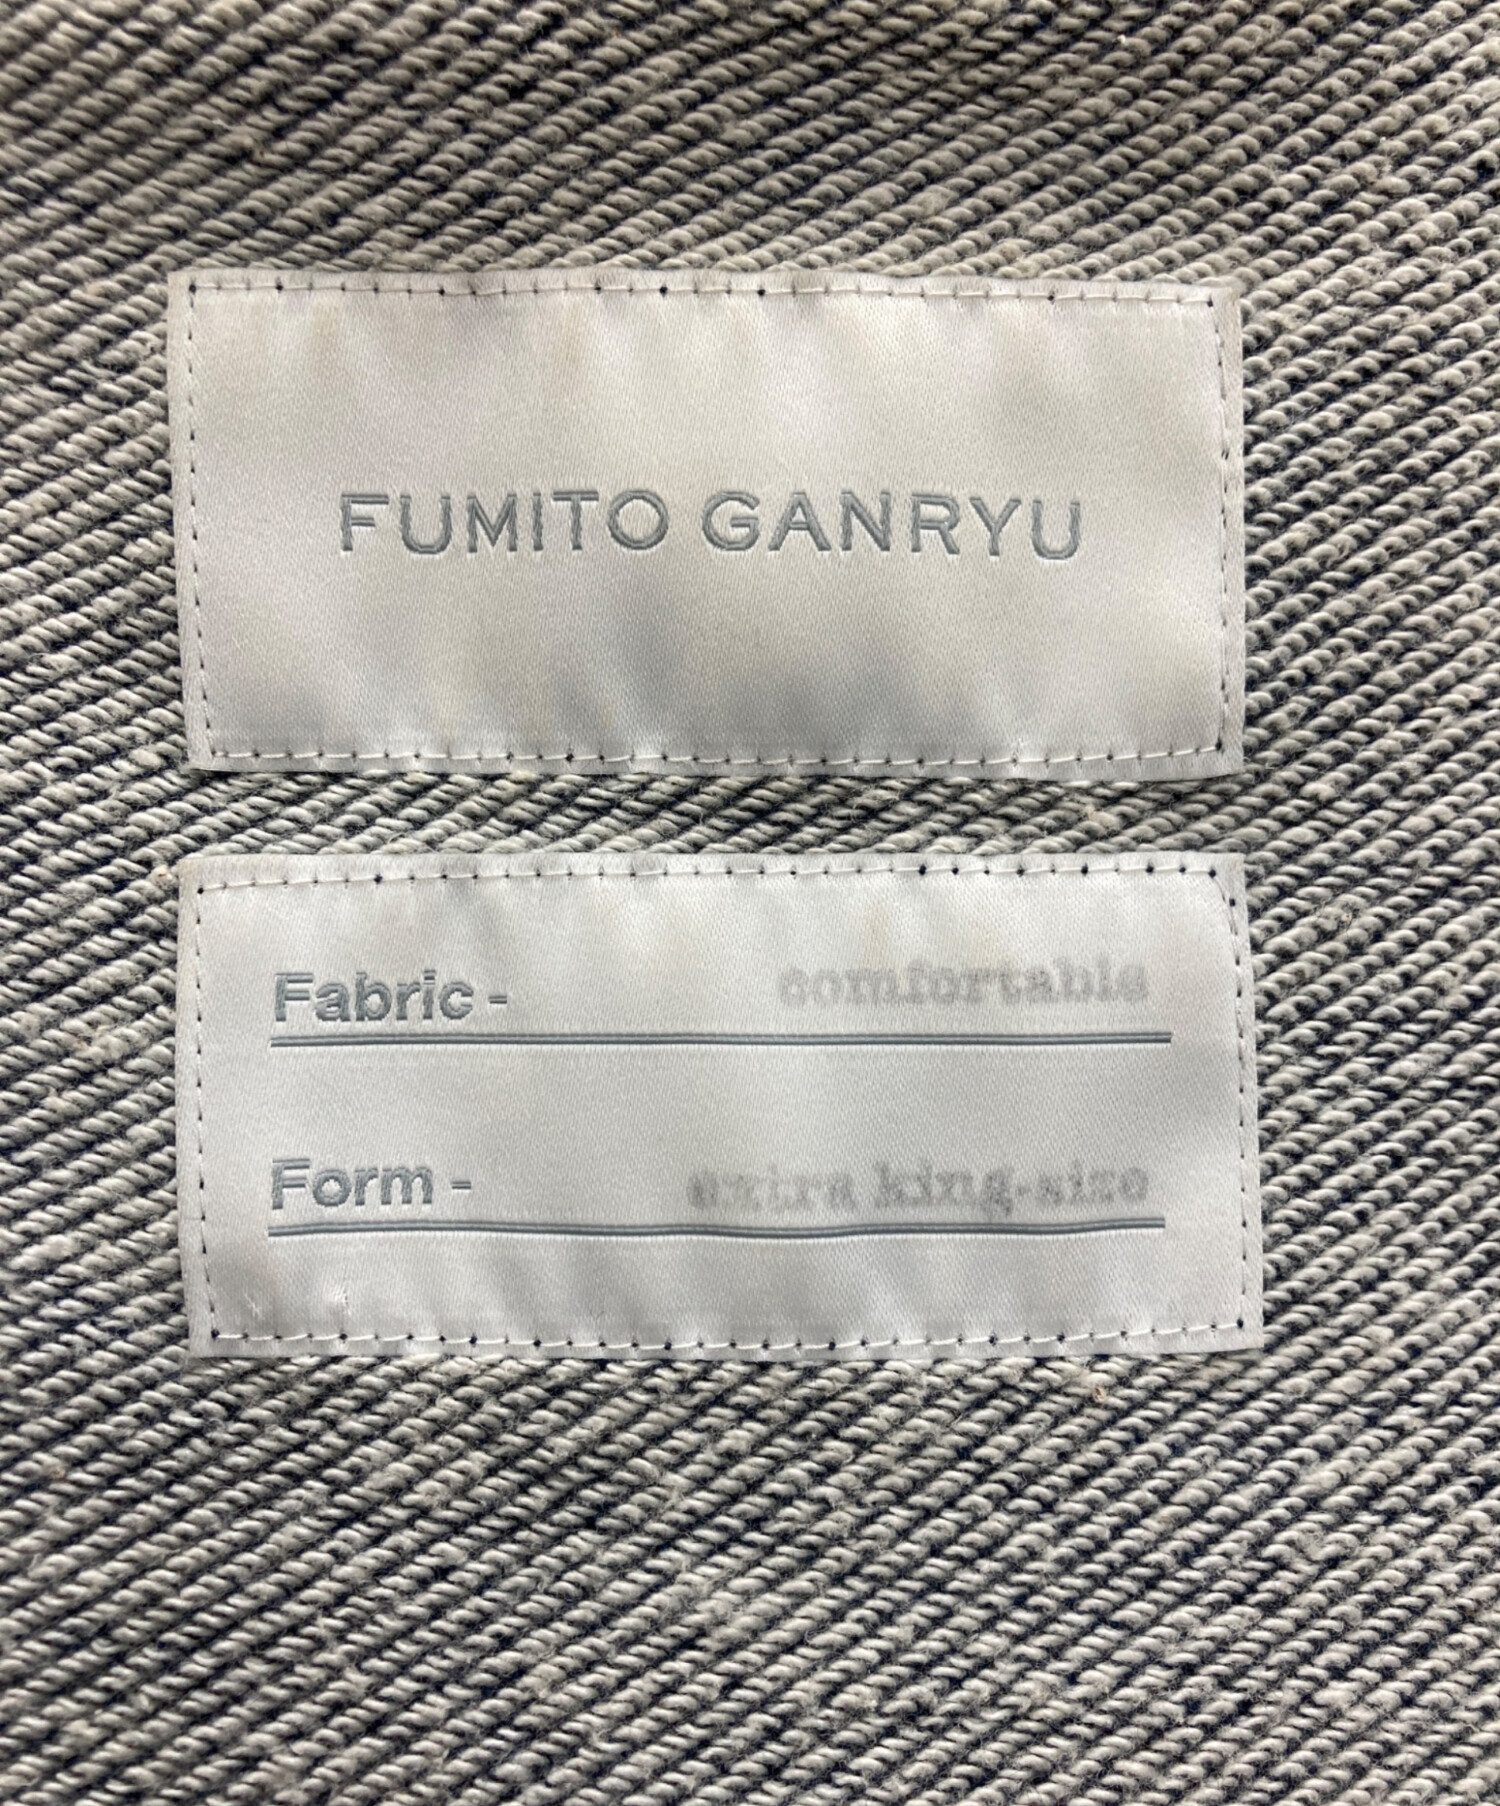 FUMITO GANRYU
Fabric - comfortable
Form - extra king-size